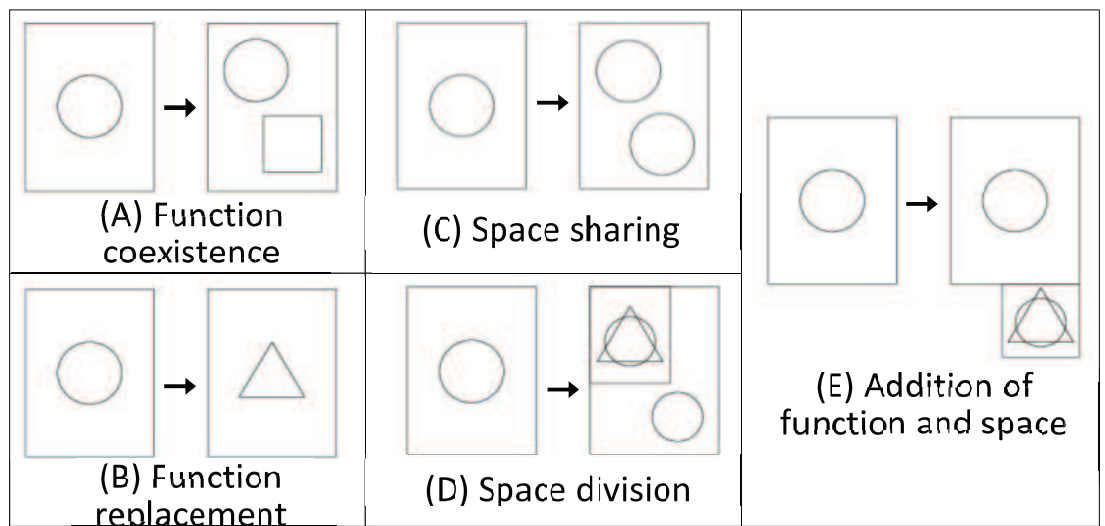 (A) Function
coexistence
(B) Function
replacement
(C) Space sharing
(D) Space division
(E) Addition of
function and space